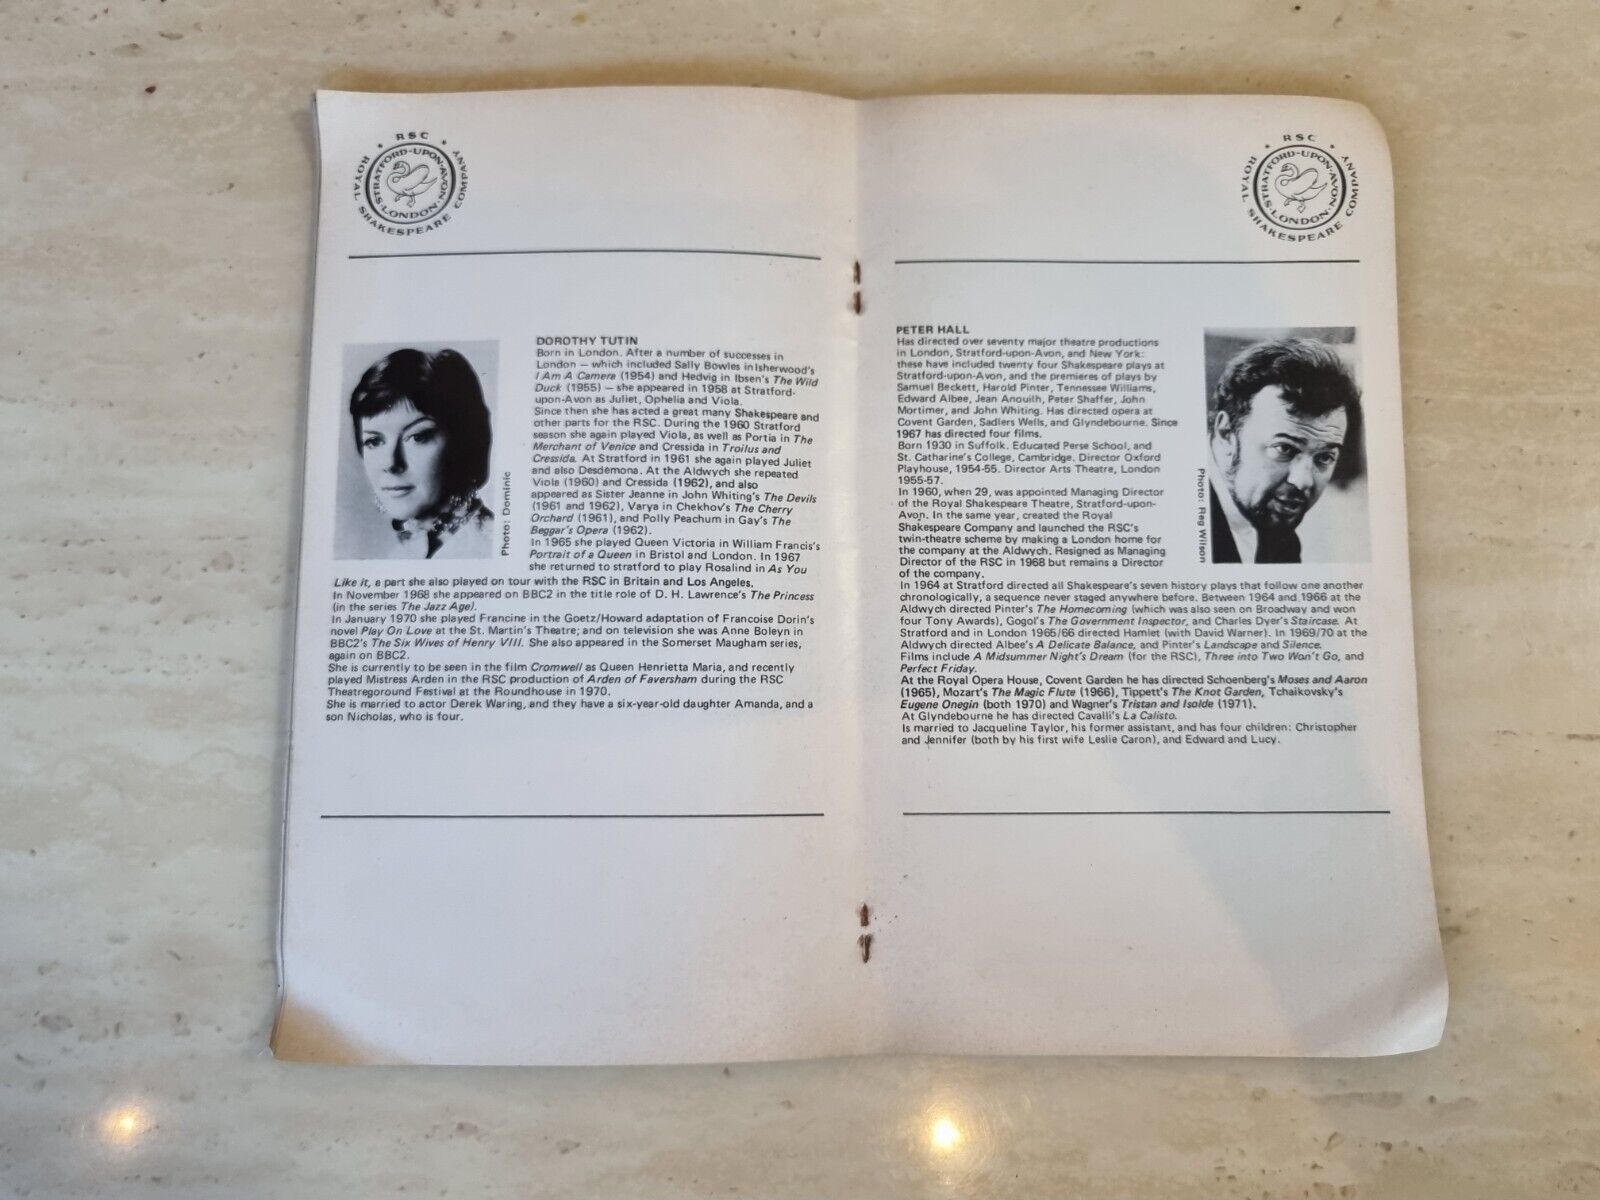 RSC
ROYAL SHAKESPEARE COMPANY
STRATFORD-UPON-AVON·LONDON·
DOROTHY TUTIN
Born in London. After a number of successes in
London — which included Sally Bowles in Isherwood's
I Am A Camera (1954) and Hedvig in Ibsen's The Wild
Duck (1955) — she appeared in 1958 at Stratford-
upon-Avon as Juliet, Ophelia and Viola.
Since then she has acted a great many Shakespeare and
other parts for the RSC. During the 1960 Stratford
season she again played Viola, as well as Portia in The
Merchant of Venice and Cressida in Troilus and
Cressida. At Stratford in 1961 she again played Juliet
and also Desdemona. At the Aldwych she repeated
Viola (1960) and Cressida (1962), and also
appeared as Sister Jeanne in John Whiting's The Devils
(1961 and 1962), Varya in Chekhov's The Cherry
Orchard (1961), and Polly Peachum in Gay's The
Beggar's Opera (1962).
In 1965 she played Queen Victoria in William Francis's
Portrait of a Queen in Bristol and London. In 1967
she returned to stratford to play Rosalind in As You
Like it, a part she also played on tour with the RSC in Britain and Los Angeles.
In November 1968 she appeared on BBC2 in the title role of D. H. Lawrence's The Princess
(in the series The Jazz Age).
In January 1970 she played Francine in the Goetz/Howard adaptation of Francoise Dorin's
novel Play On Love at the St. Martin's Theatre; and on television she was Anne Boleyn in
BBC2's The Six Wives of Henry VIII. She also appeared in the Somerset Maugham series,
again on BBC2.
She is currently to be seen in the film Cromwell as Queen Henrietta Maria, and recently
played Mistress Arden in the RSC production of Arden of Faversham during the RSC
Theatregoround Festival at the Roundhouse in 1970.
She is married to actor Derek Waring, and they have a six-year-old daughter Amanda, and a
son Nicholas, who is four.
Photo: Dominic
RSC
ROYAL SHAKESPEARE COMPANY
STRATFORD-UPON-AVON·LONDON·
PETER HALL
Has directed over seventy major theatre productions
in London, Stratford-upon-Avon, and New York:
these have included twenty four Shakespeare plays at
Stratford-upon-Avon, and the premieres of plays by
Samuel Beckett, Harold Pinter, Tennessee Williams,
Edward Albee, Jean Anouilh, Peter Shaffer, John
Mortimer, and John Whiting. Has directed opera at
Covent Garden, Sadlers Wells, and Glyndebourne. Since
1967 has directed four films.
Born 1930 in Suffolk. Educated Perse School, and
St. Catharine's College, Cambridge. Director Oxford
Playhouse, 1954-55. Director Arts Theatre, London
1955-57.
In 1960, when 29, was appointed Managing Director
of the Royal Shakespeare Theatre, Stratford-upon-
Avon. In the same year, created the Royal
Shakespeare Company and launched the RSC's
twin-theatre scheme by making a London home for
the company at the Aldwych. Resigned as Managing
Director of the RSC in 1968 but remains a Director
of the company.
In 1964 at Stratford directed all Shakespeare's seven history plays that follow one another
chronologically, a sequence never staged anywhere before. Between 1964 and 1966 at the
Aldwych directed Pinter's The Homecoming (which was also seen on Broadway and won
four Tony Awards), Gogol's The Government Inspector, and Charles Dyer's Staircase. At
Stratford and in London 1965/66 directed Hamlet (with David Warner). In 1969/70 at the
Aldwych directed Albee's A Delicate Balance, and Pinter's Landscape and Silence.
Films include A Midsummer Night's Dream (for the RSC), Three into Two Won't Go, and
Perfect Friday.
At the Royal Opera House, Covent Garden he has directed Schoenberg's Moses and Aaron
(1965), Mozart's The Magic Flute (1966), Tippett's The Knot Garden, Tchaikovsky's
Eugene Onegin (both 1970) and Wagner's Tristan and Isolde (1971).
At Glyndebourne he has directed Cavalli's La Calisto.
Is married to Jacqueline Taylor, his former assistant, and has four children: Christopher
and Jennifer (both by his first wife Leslie Caron), and Edward and Lucy.
Photo: Reg Wilson